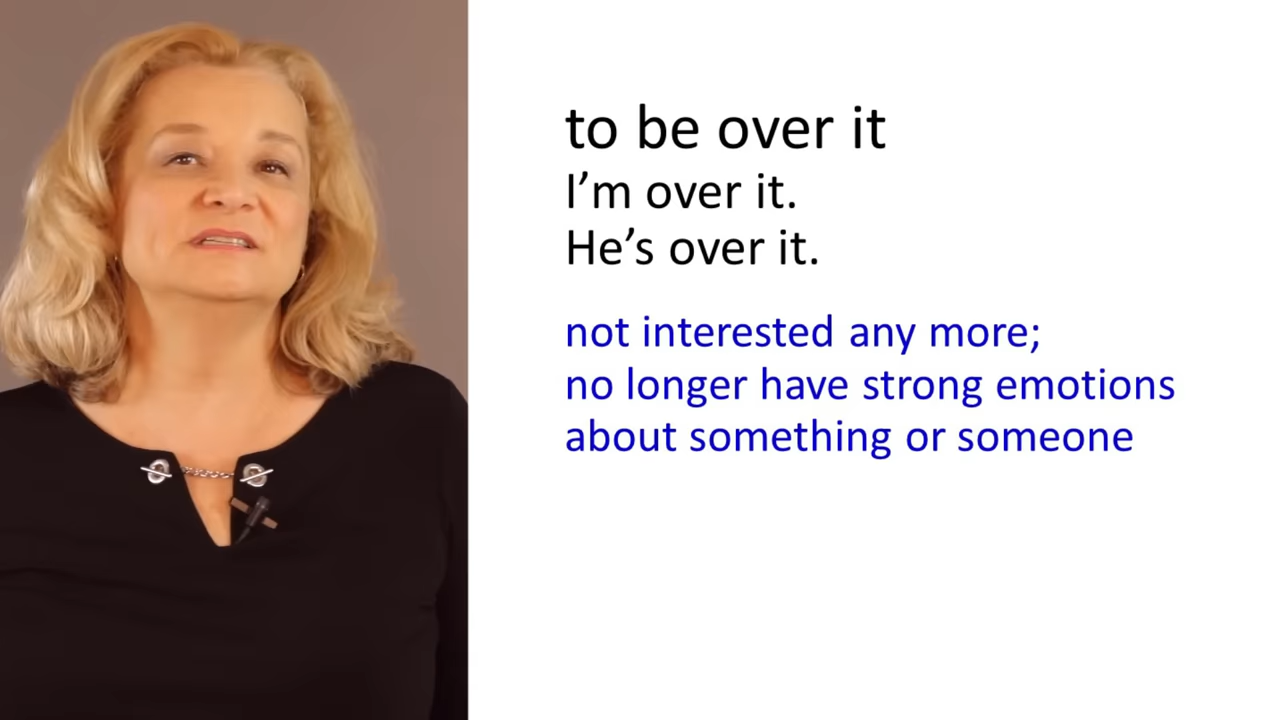 to be over it
I’m over it.
He’s over it.
not interested any more;
no longer have strong emotions
about something or someone